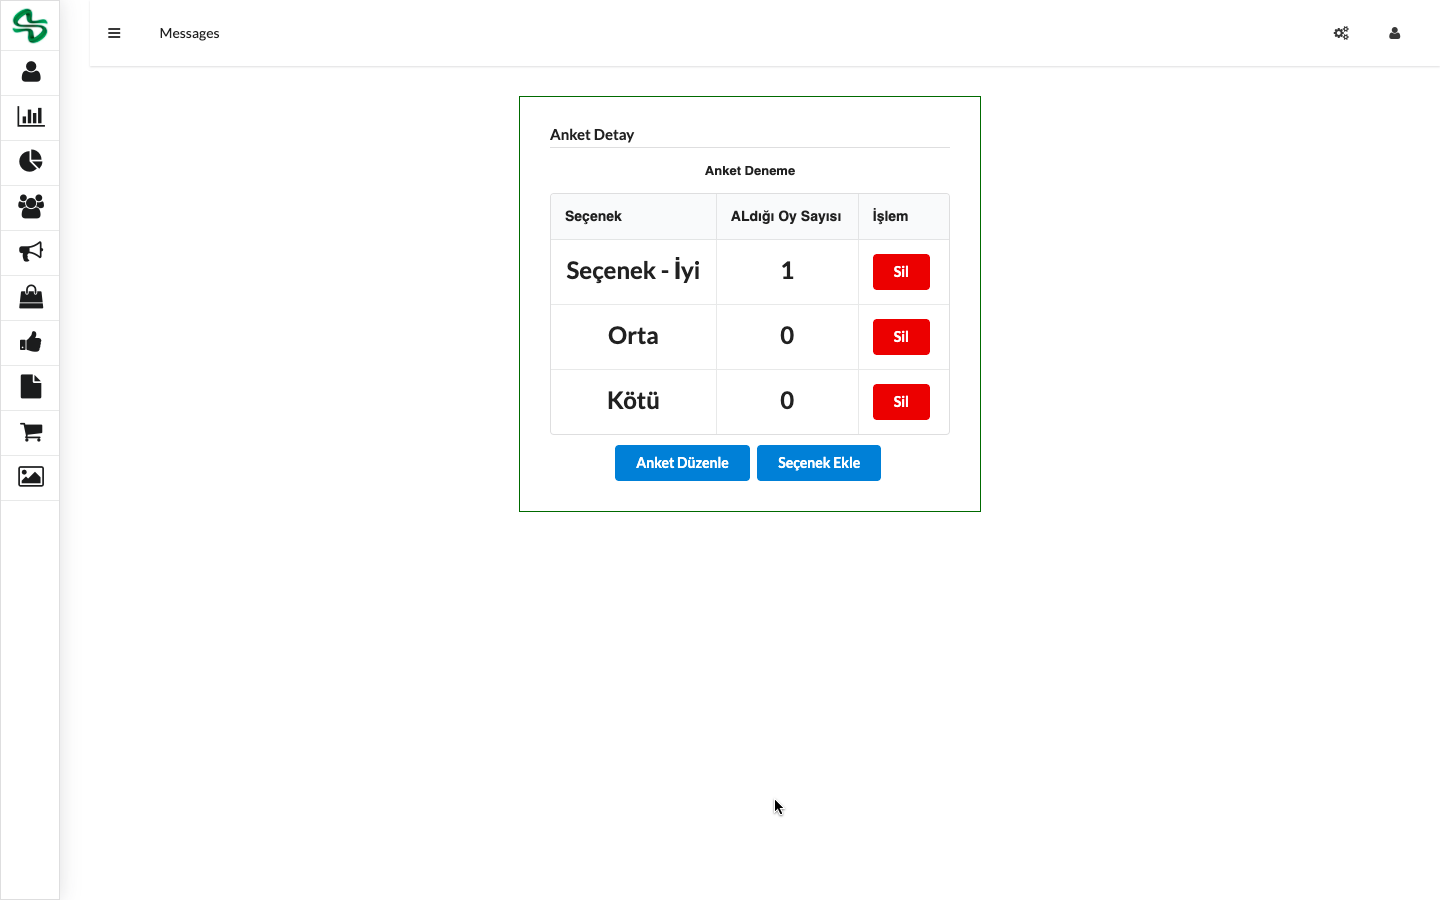 Messages
Anket Detay
Anket Deneme
Seçenek ALdığı Oy Sayısı İşlem
Seçenek - İyi 1 Sil
Orta 0 Sil
Kötü 0 Sil
Anket Düzenle Seçenek Ekle